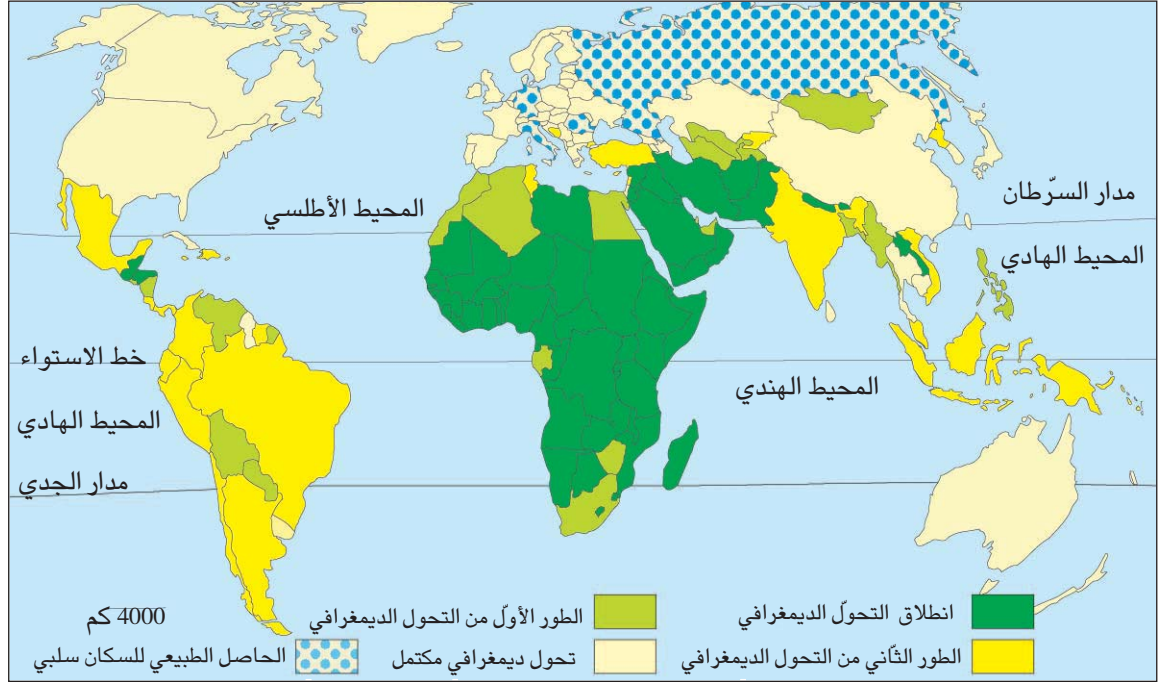 مدار السرّطان
المحيط الأطلسي
المحيط الهادي
خط الاستواء
المحيط الهندي
المحيط الهادي
مدار الجدي
انطلاق التحوّل الديمغرافي
الطور الأوّل من التحول الديمغرافي
4000 كم
الطور الثّاني من التحول الديمغرافي
تحول ديمغرافي مكتمل
الحاصل الطبيعي للسكان سلبي